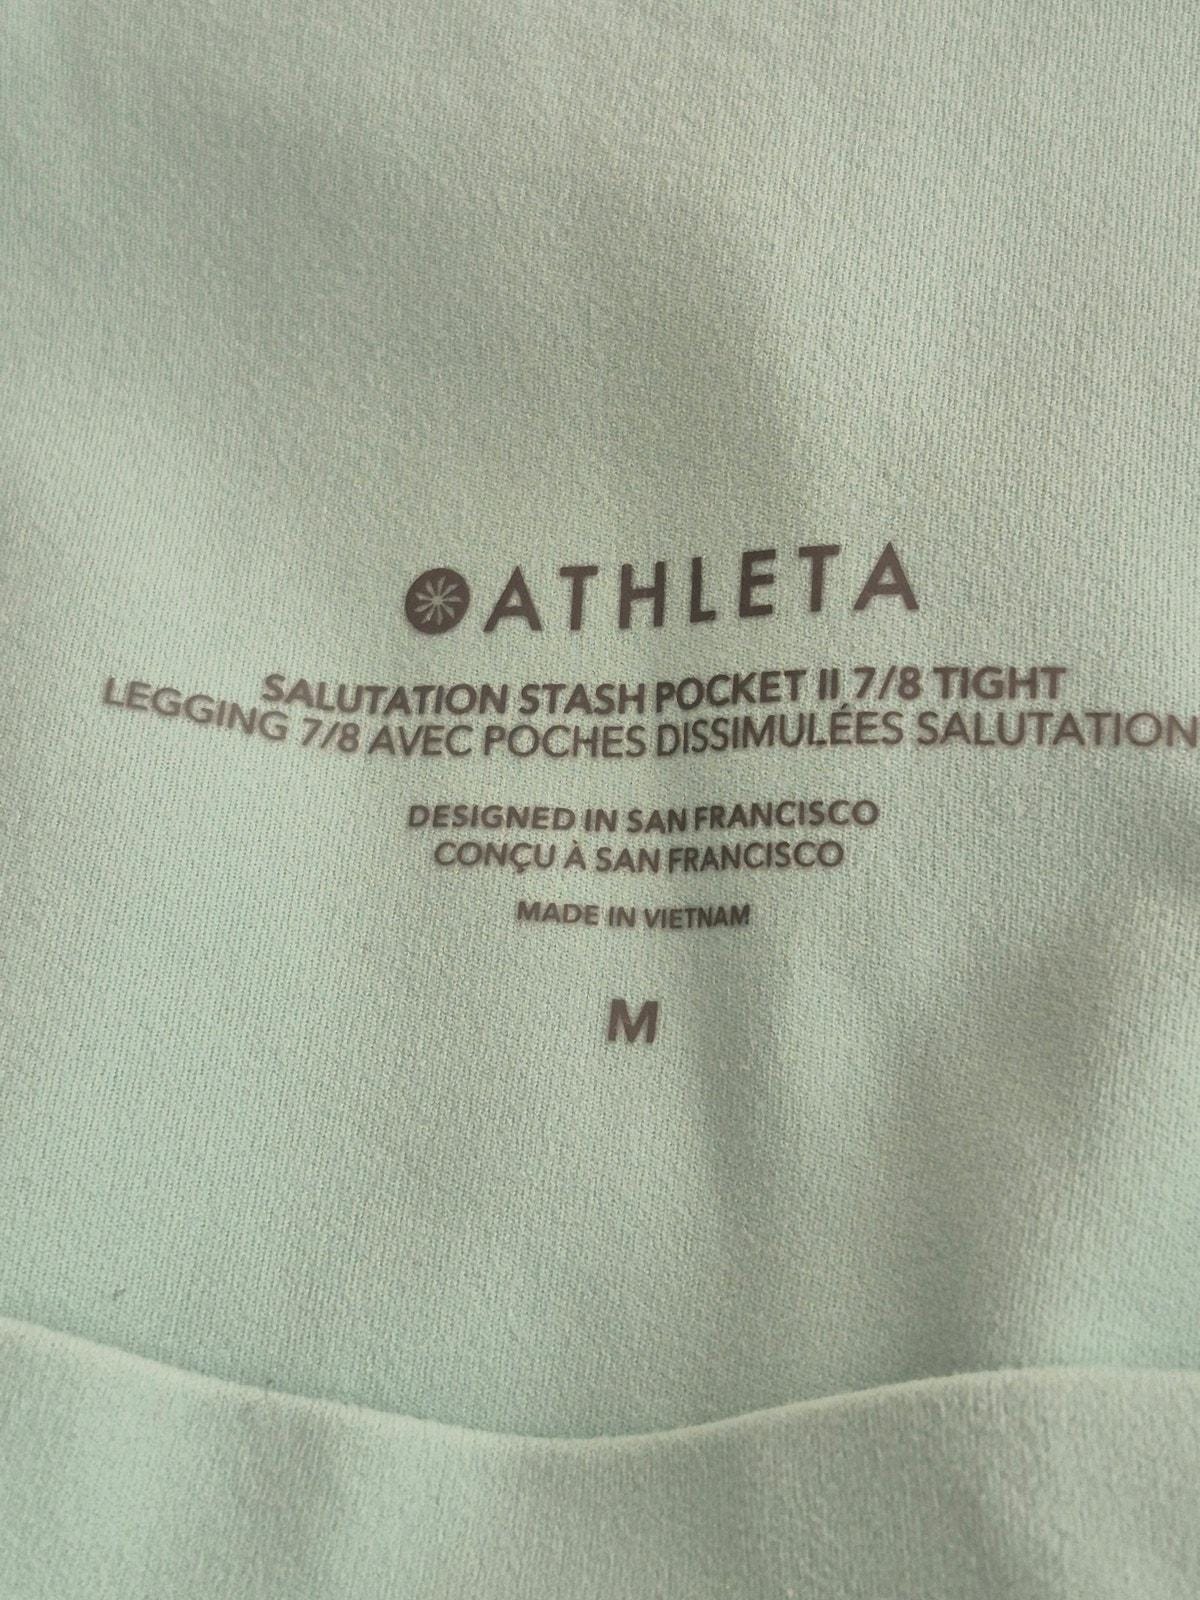 ATHLETA
SALUTATION STASH POCKET II 7/8 TIGHT
LEGGING 7/8 AVEC POCHES DISSIMULÉES SALUTATION
DESIGNED IN SAN FRANCISCO
CONÇU À SAN FRANCISCO
MADE IN VIETNAM
M